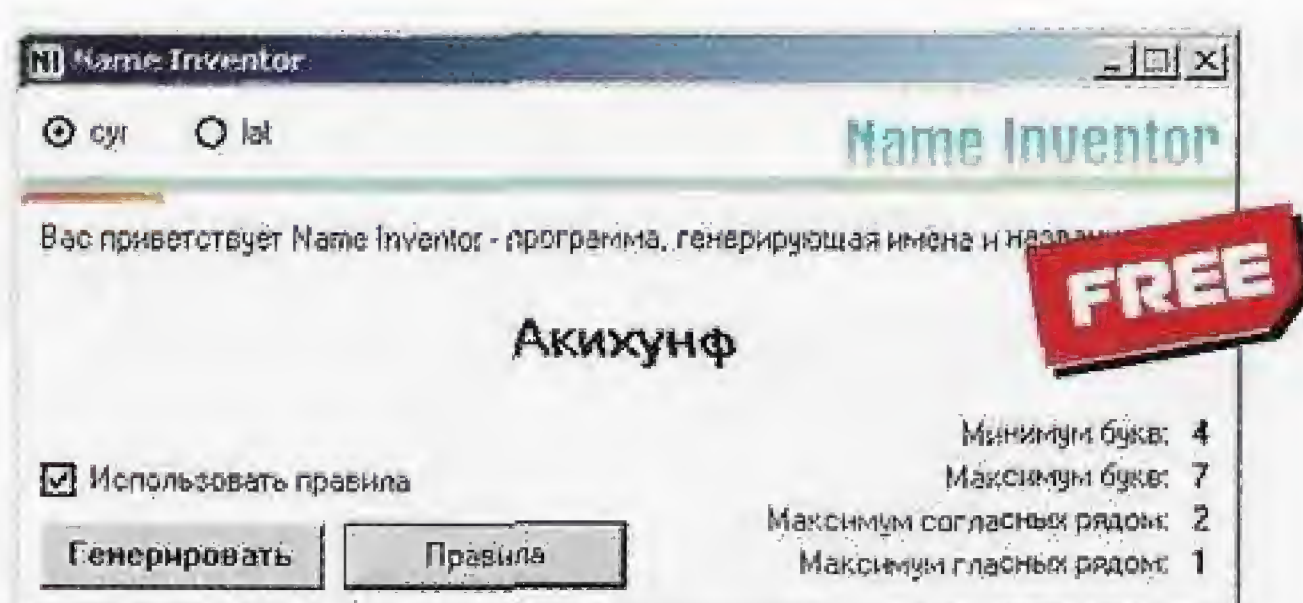 NI Name Inventor
cyr lat
Name Inventor
Вас приветствует Name Inventor - программа, генерирующая имена и
FREE
Акихунф
Минимум букв: 4
Использовать правила
Максимум букв: 7
Максимум согласных рядом: 2
Генерировать Правила
Максимум гласных рядом: 1